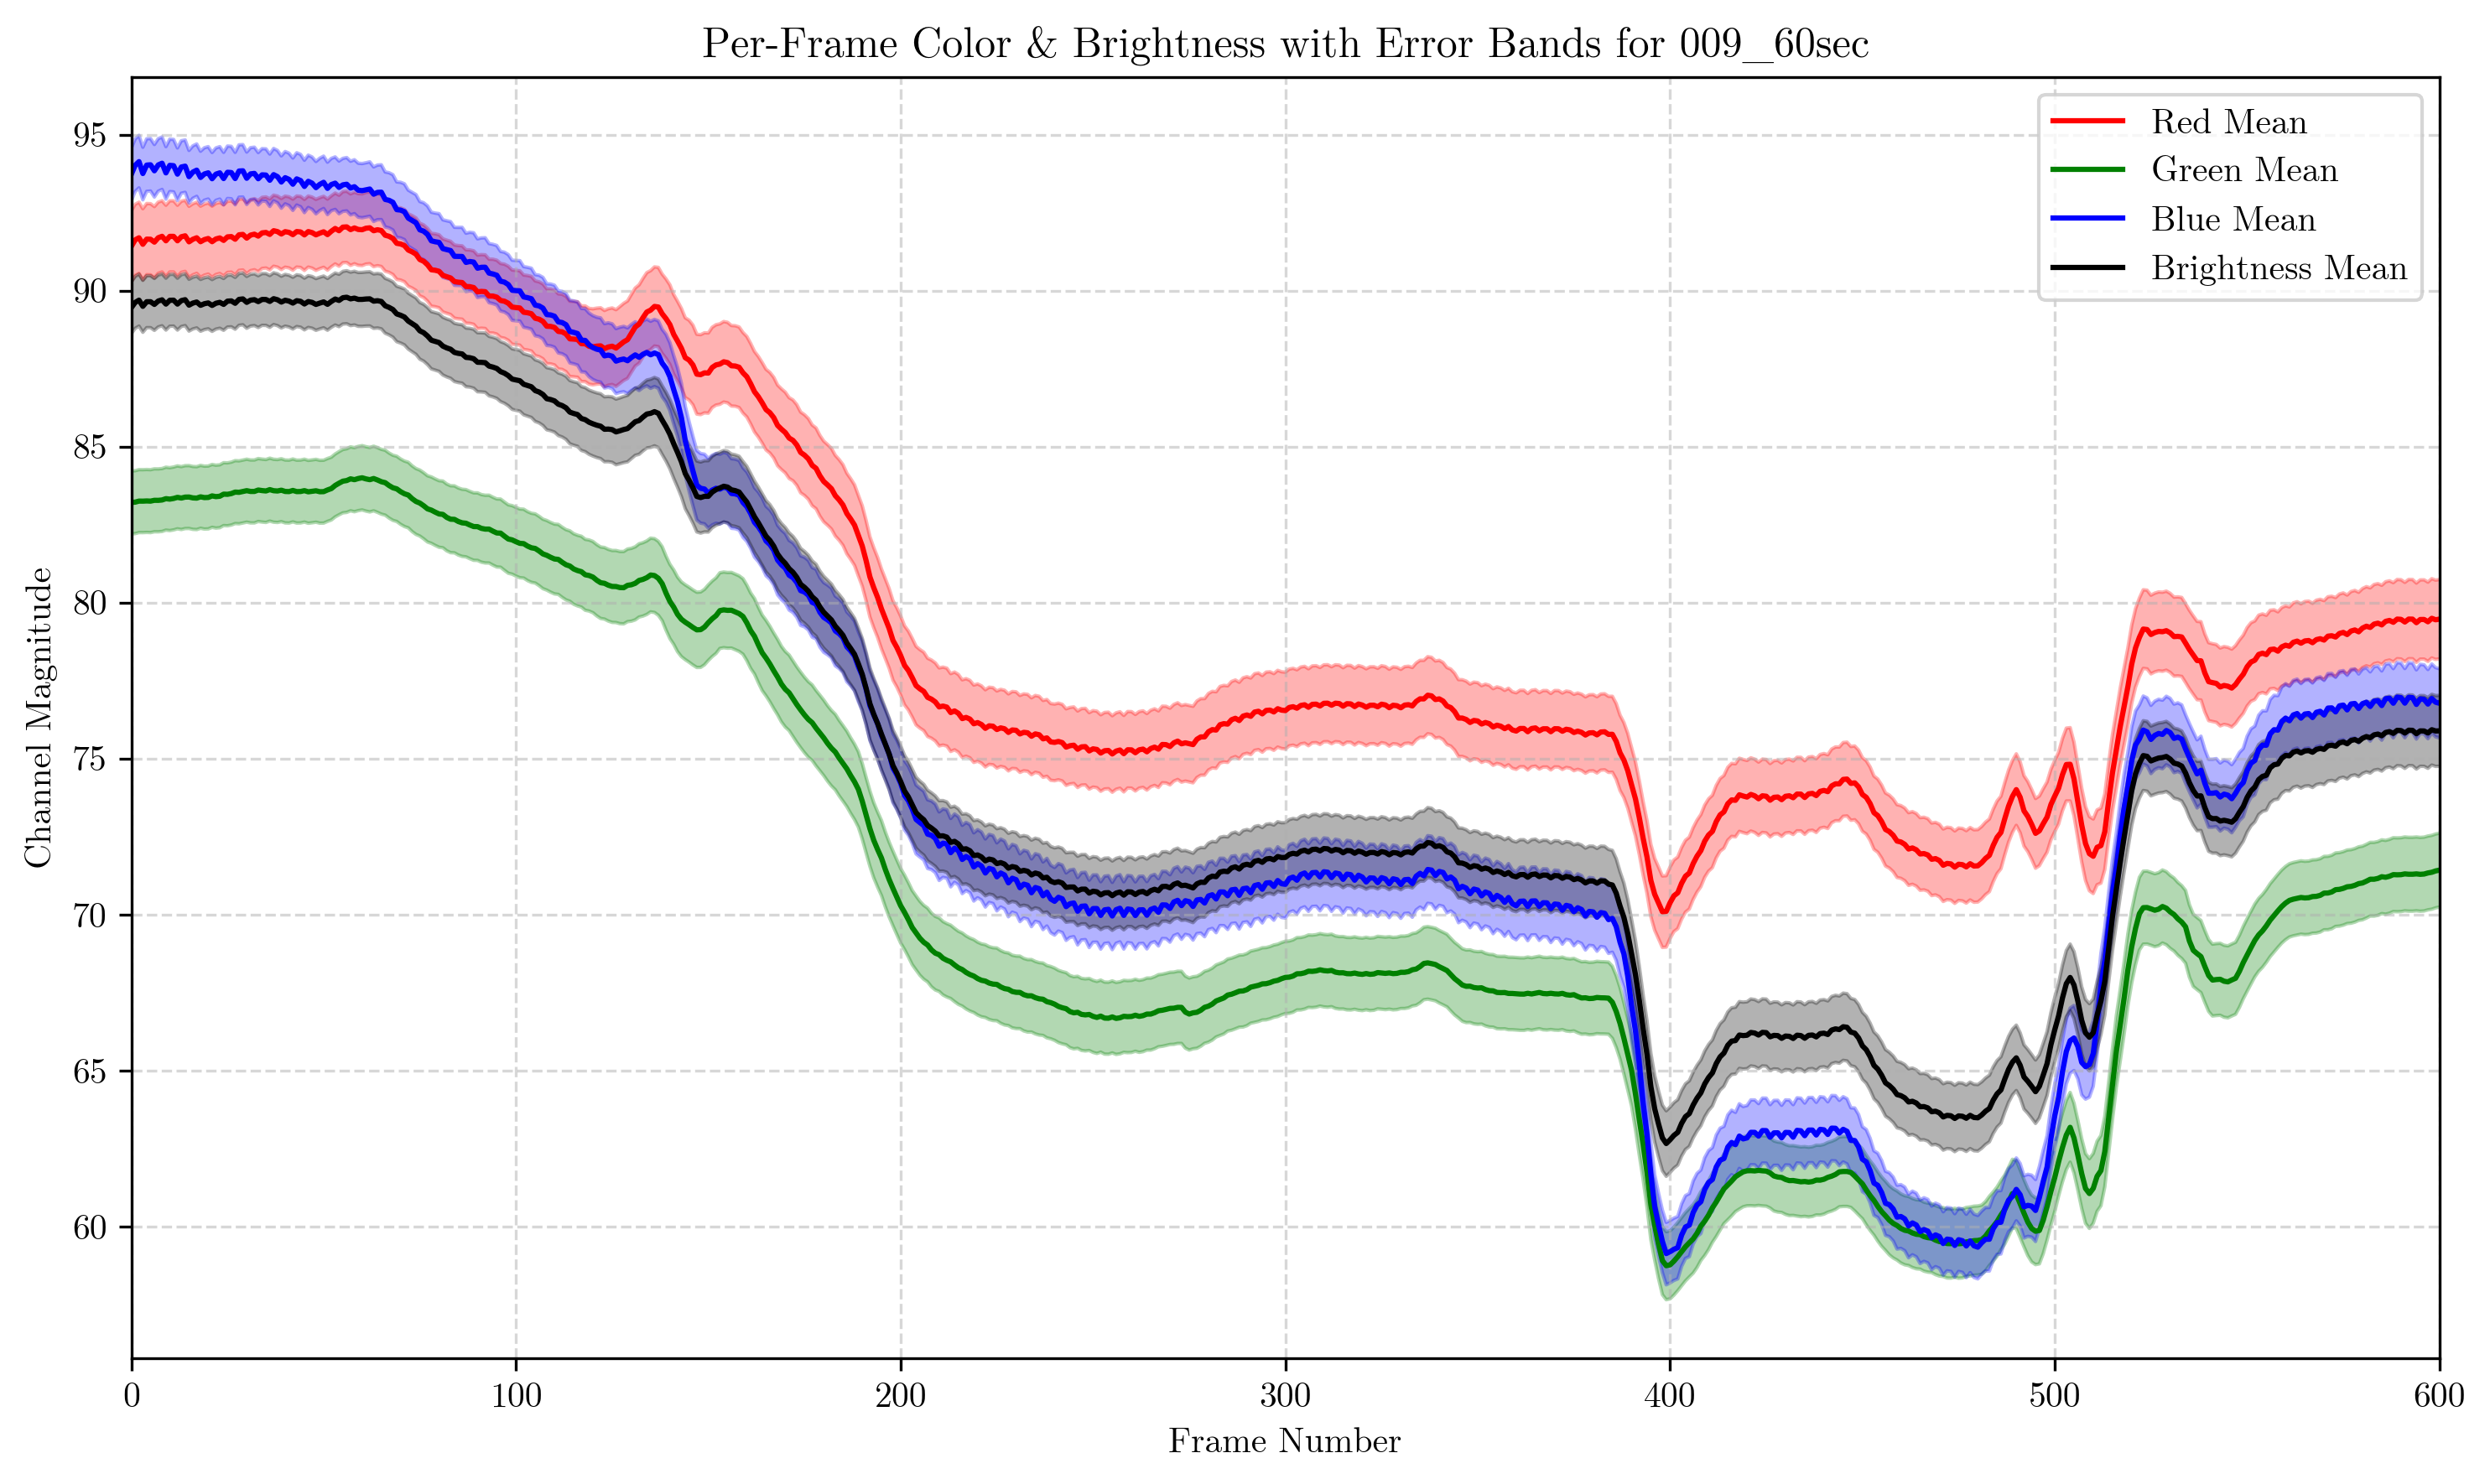 Per-Frame Color & Brightness with Error Bands for 009_60sec
Red Mean
Green Mean
Blue Mean
Brightness Mean
Channel Magnitude
95
90
85
80
75
70
65
60
0 100 200 300 400 500 600
Frame Number